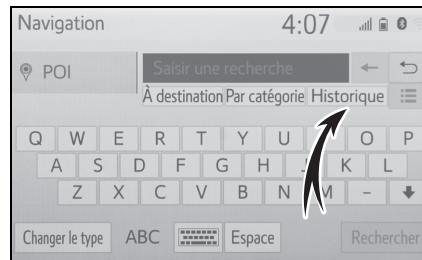 Navigation 4:07
POI Saisir une recherche
À destination Par catégorie Historique
Q W E R T Y U O P
A S D F G H J K L
Z X C V B N M -
Changer le type ABC Espace Rechercher